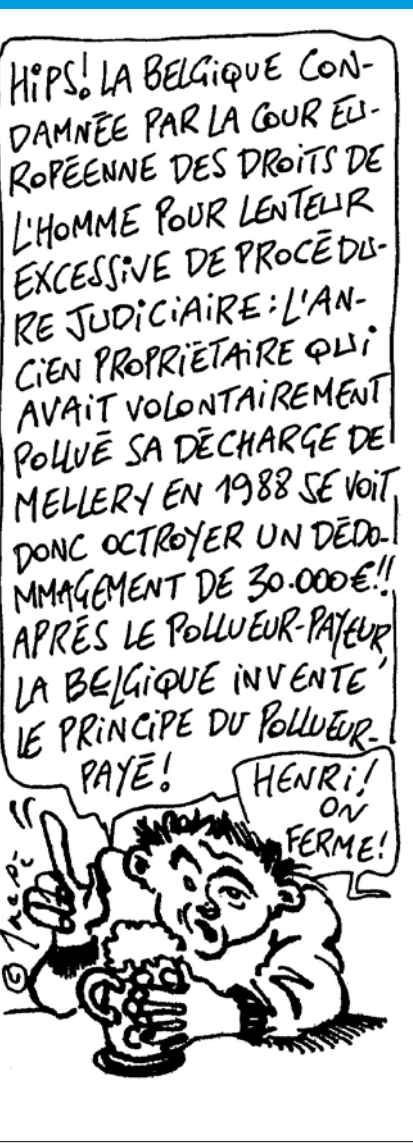 HiPS! LA BELGiQUE CON-
DAMNÉE PAR LA COUR EU-
ROPÉENNE DES DROiTS DE
L'HOMME POUR LENTEUR
EXCESSiVE DE PROCÉDU-
RE JUDiCiAiRE : L'AN-
CiEN PROPRiÉTAiRE QUi
AVAiT VOLONTAiREMENT
POLLUÉ SA DÉCHARGE DE
MELLERY EN 1988 SE VOiT
DONC OCTROYER UN DÉDO-
MMAGEMENT DE 30.000€!!
APRÈS LE POLLUEUR-PAYEUR
LA BELGiQUE iNVENTE
LE PRiNCiPE DU POLLUEUR-
PAYÉ!
HENRi!
ON
FERME!